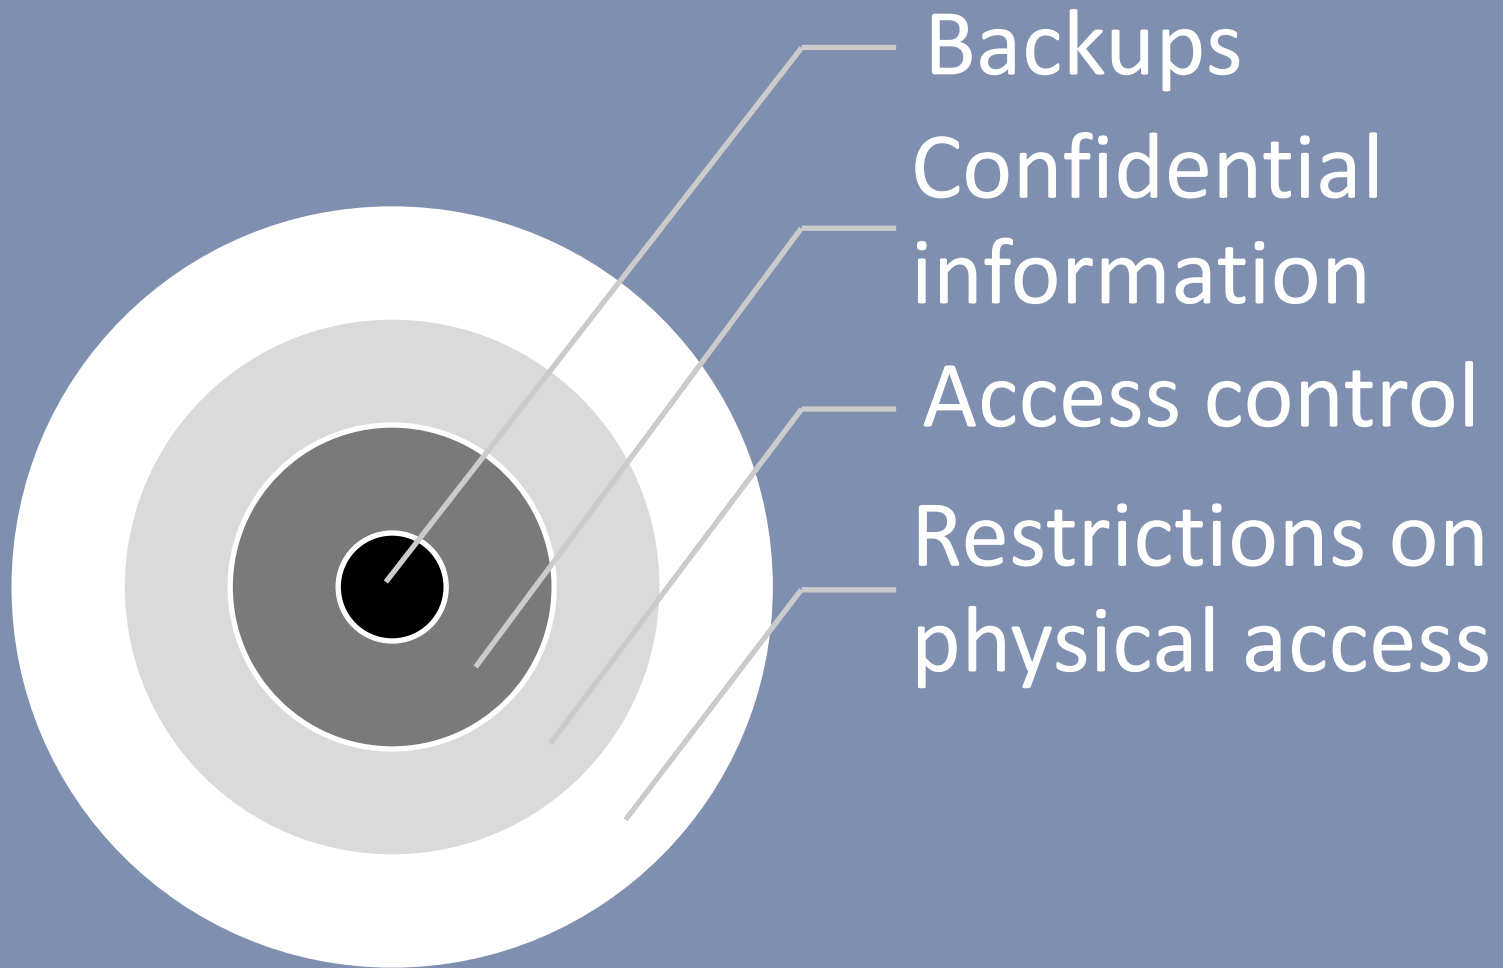 Backups
Confidential
information
Access control
Restrictions on
physical access